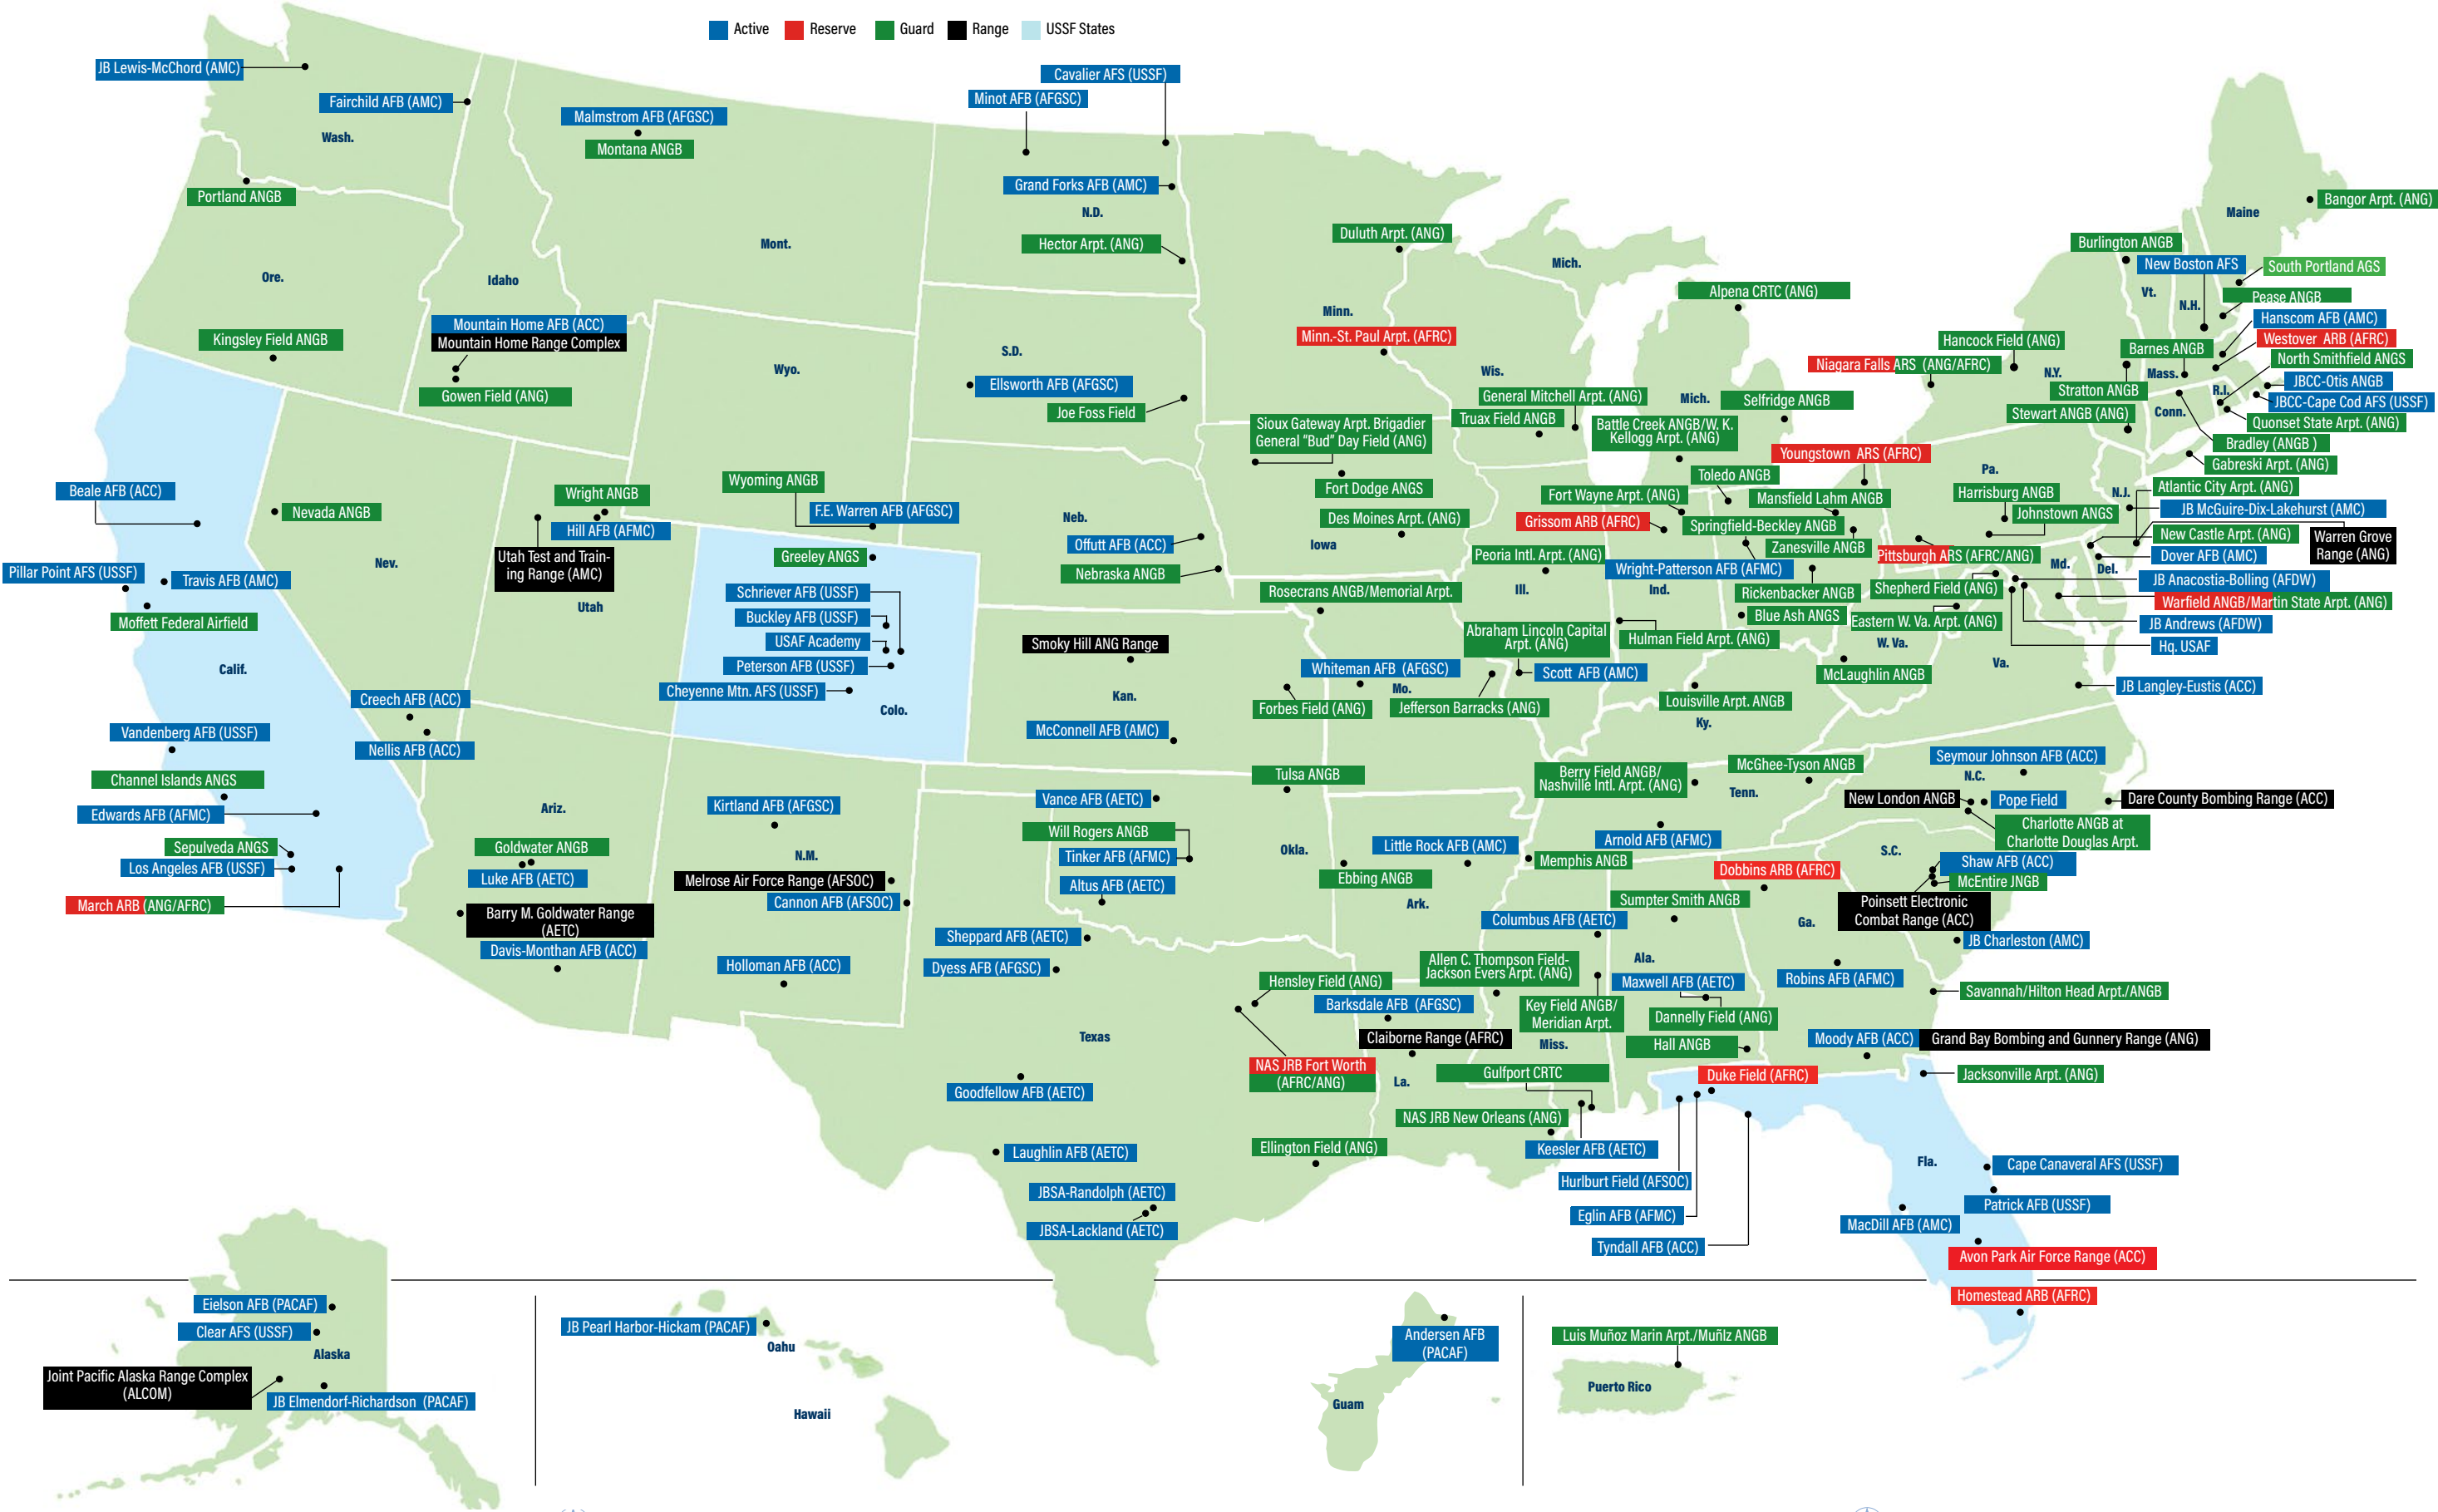 Active
Reserve
Guard
Range
USSF States
JB Lewis-McChord (AMC)
Fairchild AFB (AMC)
Wash.
Portland ANGB
Ore.
Kingsley Field ANGB
Malmstrom AFB (AFGSC)
Montana ANGB
Mont.
Idaho
Mountain Home AFB (ACC)
Mountain Home Range Complex
Gowen Field (ANG)
Cavalier AFS (USSF)
Minot AFB (AFGSC)
Grand Forks AFB (AMC)
N.D.
Hector Arpt. (ANG)
S.D.
Ellsworth AFB (AFGSC)
Joe Foss Field
Wyo.
Wyoming ANGB
F.E. Warren AFB (AFGSC)
Duluth Arpt. (ANG)
Minn.
Minn.-St. Paul Arpt. (AFRC)
Mich.
Alpena CRTC (ANG)
Wis.
General Mitchell Arpt. (ANG)
Truax Field ANGB
Mich.
Selfridge ANGB
Battle Creek ANGB/W. K.
Kellogg Arpt. (ANG)
Sioux Gateway Arpt. Brigadier
General "Bud" Day Field (ANG)
Fort Dodge ANGS
Des Moines Arpt. (ANG)
Iowa
Neb.
Offutt AFB (ACC)
Nebraska ANGB
Bangor Arpt. (ANG)
Maine
Burlington ANGB
New Boston AFS
South Portland AGS
Vt.
N.H.
Pease ANGB
Hanscom AFB (AMC)
Westover ARB (AFRC)
North Smithfield ANGS
JBCC-Otis ANGB
JBCC-Cape Cod AFS (USSF)
Quonset State Arpt. (ANG)
Bradley (ANGB )
Gabreski Arpt. (ANG)
Hancock Field (ANG)
Niagara Falls ARS (ANG/AFRC)
N.Y.
Barnes ANGB
Mass.
Stratton ANGB
R.I.
Conn.
Stewart ANGB (ANG)
Youngstown ARS (AFRC)
Pa.
Toledo ANGB
Fort Wayne Arpt. (ANG)
Mansfield Lahm ANGB
Grissom ARB (AFRC)
Springfield-Beckley ANGB
Zanesville ANGB
Harrisburg ANGB
Johnstown ANGS
Pittsburgh ARS (AFRC/ANG)
N.J.
Atlantic City Arpt. (ANG)
JB McGuire-Dix-Lakehurst (AMC)
New Castle Arpt. (ANG)
Warren Grove
Range (ANG)
Dover AFB (AMC)
Md.
Del.
JB Anacostia-Bolling (AFDW)
Warfield ANGB/Martin State Arpt. (ANG)
JB Andrews (AFDW)
Hq. USAF
Peoria Intl. Arpt. (ANG)
Wright-Patterson AFB (AFMC)
Ill.
Ind.
Rickenbacker ANGB
Blue Ash ANGS
Shepherd Field (ANG)
Eastern W. Va. Arpt. (ANG)
W. Va.
Va.
McLaughlin ANGB
JB Langley-Eustis (ACC)
Abraham Lincoln Capital
Arpt. (ANG)
Hulman Field Arpt. (ANG)
Scott AFB (AMC)
Jefferson Barracks (ANG)
Louisville Arpt. ANGB
Ky.
Rosecrans ANGB/Memorial Arpt.
Whiteman AFB (AFGSC)
Mo.
Forbes Field (ANG)
Smoky Hill ANG Range
Kan.
McConnell AFB (AMC)
Beale AFB (ACC)
Nevada ANGB
Nev.
Pillar Point AFS (USSF)
Travis AFB (AMC)
Moffett Federal Airfield
Calif.
Wright ANGB
Hill AFB (AFMC)
Utah Test and Train-
ing Range (AMC)
Utah
Greeley ANGS
Schriever AFB (USSF)
Buckley AFB (USSF)
USAF Academy
Peterson AFB (USSF)
Cheyenne Mtn. AFS (USSF)
Colo.
Creech AFB (ACC)
Nellis AFB (ACC)
Vandenberg AFB (USSF)
Channel Islands ANGS
Edwards AFB (AFMC)
Sepulveda ANGS
Los Angeles AFB (USSF)
March ARB (ANG/AFRC)
Ariz.
Goldwater ANGB
Luke AFB (AETC)
Barry M. Goldwater Range
(AETC)
Davis-Monthan AFB (ACC)
Kirtland AFB (AFGSC)
N.M.
Melrose Air Force Range (AFSOC)
Cannon AFB (AFSOC)
Holloman AFB (ACC)
Tulsa ANGB
Vance AFB (AETC)
Will Rogers ANGB
Tinker AFB (AFMC)
Altus AFB (AETC)
Okla.
Sheppard AFB (AETC)
Dyess AFB (AFGSC)
Texas
Goodfellow AFB (AETC)
Laughlin AFB (AETC)
JBSA-Randolph (AETC)
JBSA-Lackland (AETC)
Hensley Field (ANG)
NAS JRB Fort Worth
(AFRC/ANG)
Ellington Field (ANG)
Little Rock AFB (AMC)
Ebbing ANGB
Ark.
Barksdale AFB (AFGSC)
Claiborne Range (AFRC)
La.
NAS JRB New Orleans (ANG)
Berry Field ANGB/
Nashville Intl. Arpt. (ANG)
McGhee-Tyson ANGB
Tenn.
Arnold AFB (AFMC)
Memphis ANGB
Columbus AFB (AETC)
Allen C. Thompson Field-
Jackson Evers Arpt. (ANG)
Key Field ANGB/
Meridian Arpt.
Miss.
Gulfport CRTC
Keesler AFB (AETC)
Sumpter Smith ANGB
Ala.
Maxwell AFB (AETC)
Dannelly Field (ANG)
Hall ANGB
Dobbins ARB (AFRC)
Ga.
Robins AFB (AFMC)
Moody AFB (ACC)
Grand Bay Bombing and Gunnery Range (ANG)
Savannah/Hilton Head Arpt./ANGB
Seymour Johnson AFB (ACC)
N.C.
New London ANGB
Pope Field
Dare County Bombing Range (ACC)
Charlotte ANGB at
Charlotte Douglas Arpt.
S.C.
Shaw AFB (ACC)
McEntire JNGB
Poinsett Electronic
Combat Range (ACC)
JB Charleston (AMC)
Duke Field (AFRC)
Jacksonville Arpt. (ANG)
Hurlburt Field (AFSOC)
Eglin AFB (AFMC)
Tyndall AFB (ACC)
Fla.
Cape Canaveral AFS (USSF)
Patrick AFB (USSF)
MacDill AFB (AMC)
Avon Park Air Force Range (ACC)
Homestead ARB (AFRC)
Eielson AFB (PACAF)
Clear AFS (USSF)
Alaska
Joint Pacific Alaska Range Complex
(ALCOM)
JB Elmendorf-Richardson (PACAF)
JB Pearl Harbor-Hickam (PACAF)
Oahu
Hawaii
Andersen AFB
(PACAF)
Guam
Luis Muñoz Marin Arpt./Muñlz ANGB
Puerto Rico